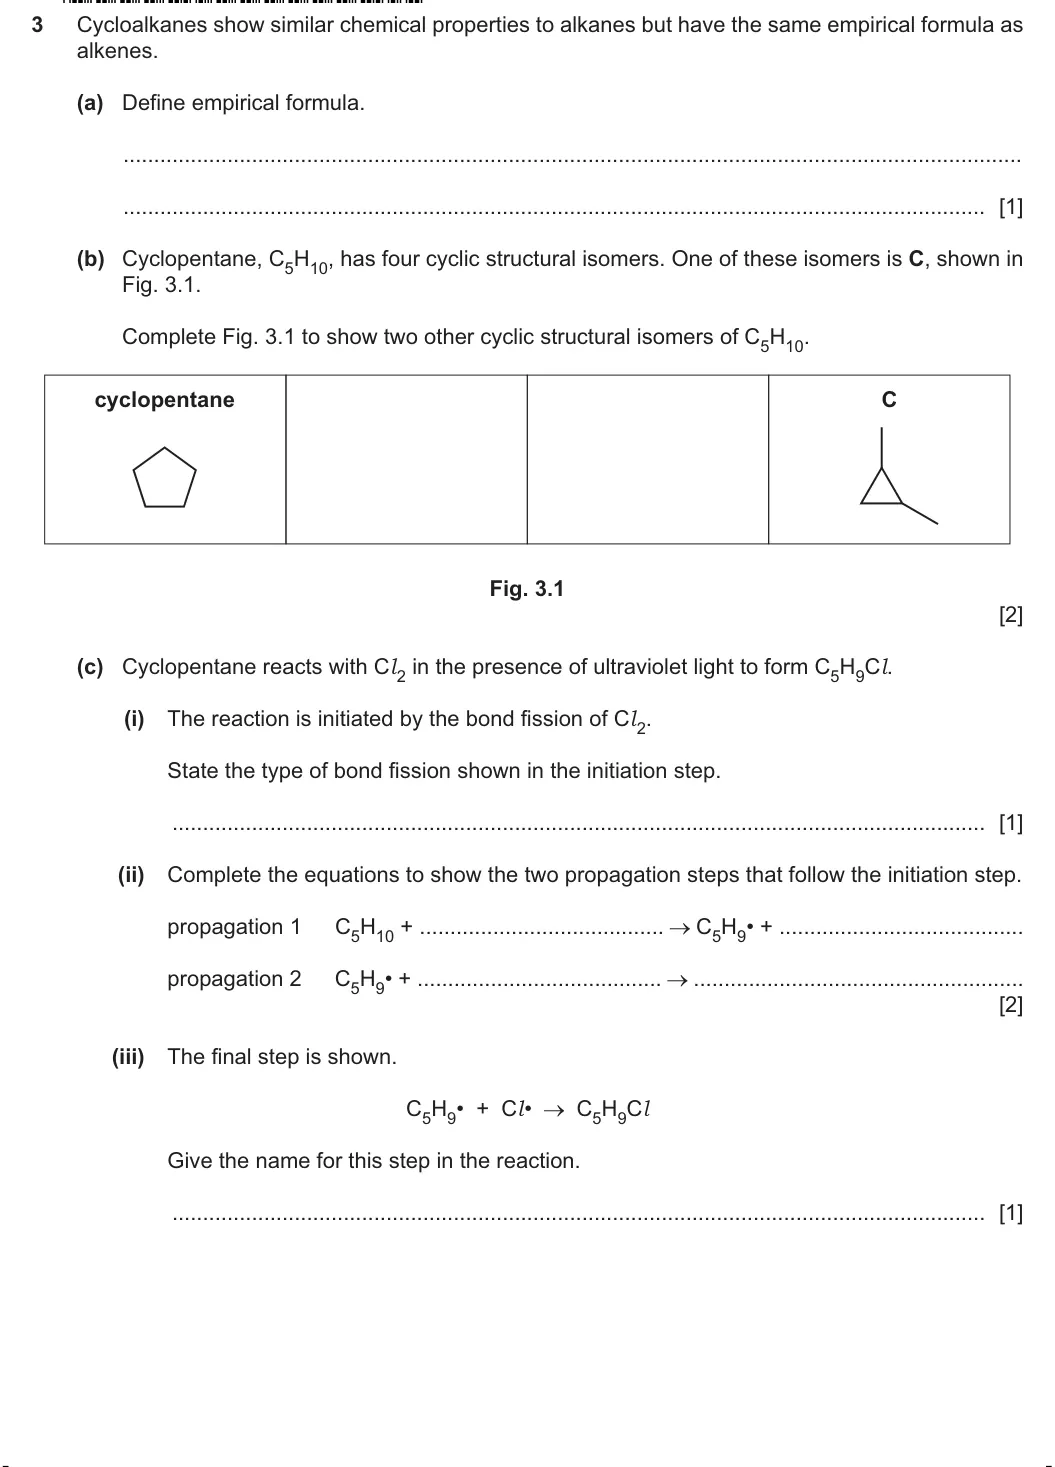 3 Cycloalkanes show similar chemical properties to alkanes but have the same empirical formula as
alkenes.
(a) Define empirical formula.
..........................................................................................................................................
.................................................................................................................................... [1]
(b) Cyclopentane, C₅H₁₀, has four cyclic structural isomers. One of these isomers is C, shown in
Fig. 3.1.
Complete Fig. 3.1 to show two other cyclic structural isomers of C₅H₁₀.
cyclopentane C
Fig. 3.1
[2]
(c) Cyclopentane reacts with Cl₂ in the presence of ultraviolet light to form C₅H₉Cl.
(i) The reaction is initiated by the bond fission of Cl₂.
State the type of bond fission shown in the initiation step.
............................................................................................................................ [1]
(ii) Complete the equations to show the two propagation steps that follow the initiation step.
propagation 1 C₅H₁₀ + ........................................ → C₅H₉• + ........................................
propagation 2 C₅H₉• + ........................................ → ......................................................
[2]
(iii) The final step is shown.
C₅H₉• + Cl• → C₅H₉Cl
Give the name for this step in the reaction.
............................................................................................................................ [1]